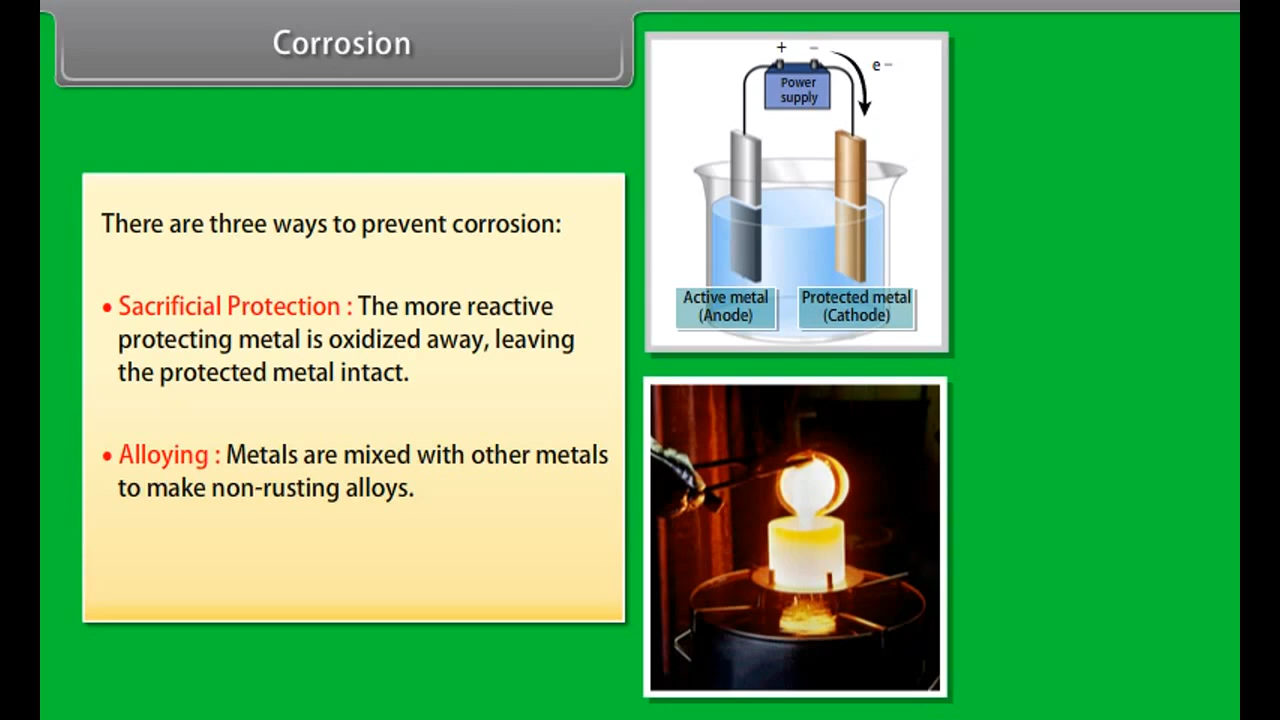 Corrosion
There are three ways to prevent corrosion:
• Sacrificial Protection : The more reactive
protecting metal is oxidized away, leaving
the protected metal intact.
• Alloying : Metals are mixed with other metals
to make non-rusting alloys.
+ −
e −
Power
supply
Active metal
(Anode)
Protected metal
(Cathode)